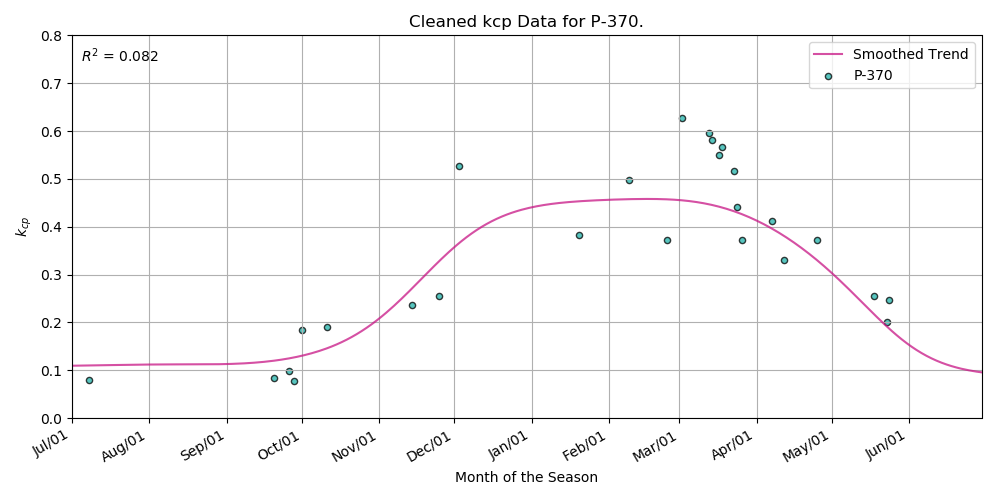 Cleaned kcp Data for P-370.
R² = 0.082
Smoothed Trend
P-370
0.8
0.7
0.6
0.5
0.4
0.3
0.2
0.1
0.0
k_cp
Jul/01 Aug/01 Sep/01 Oct/01 Nov/01 Dec/01 Jan/01 Feb/01 Mar/01 Apr/01 May/01 Jun/01
Month of the Season